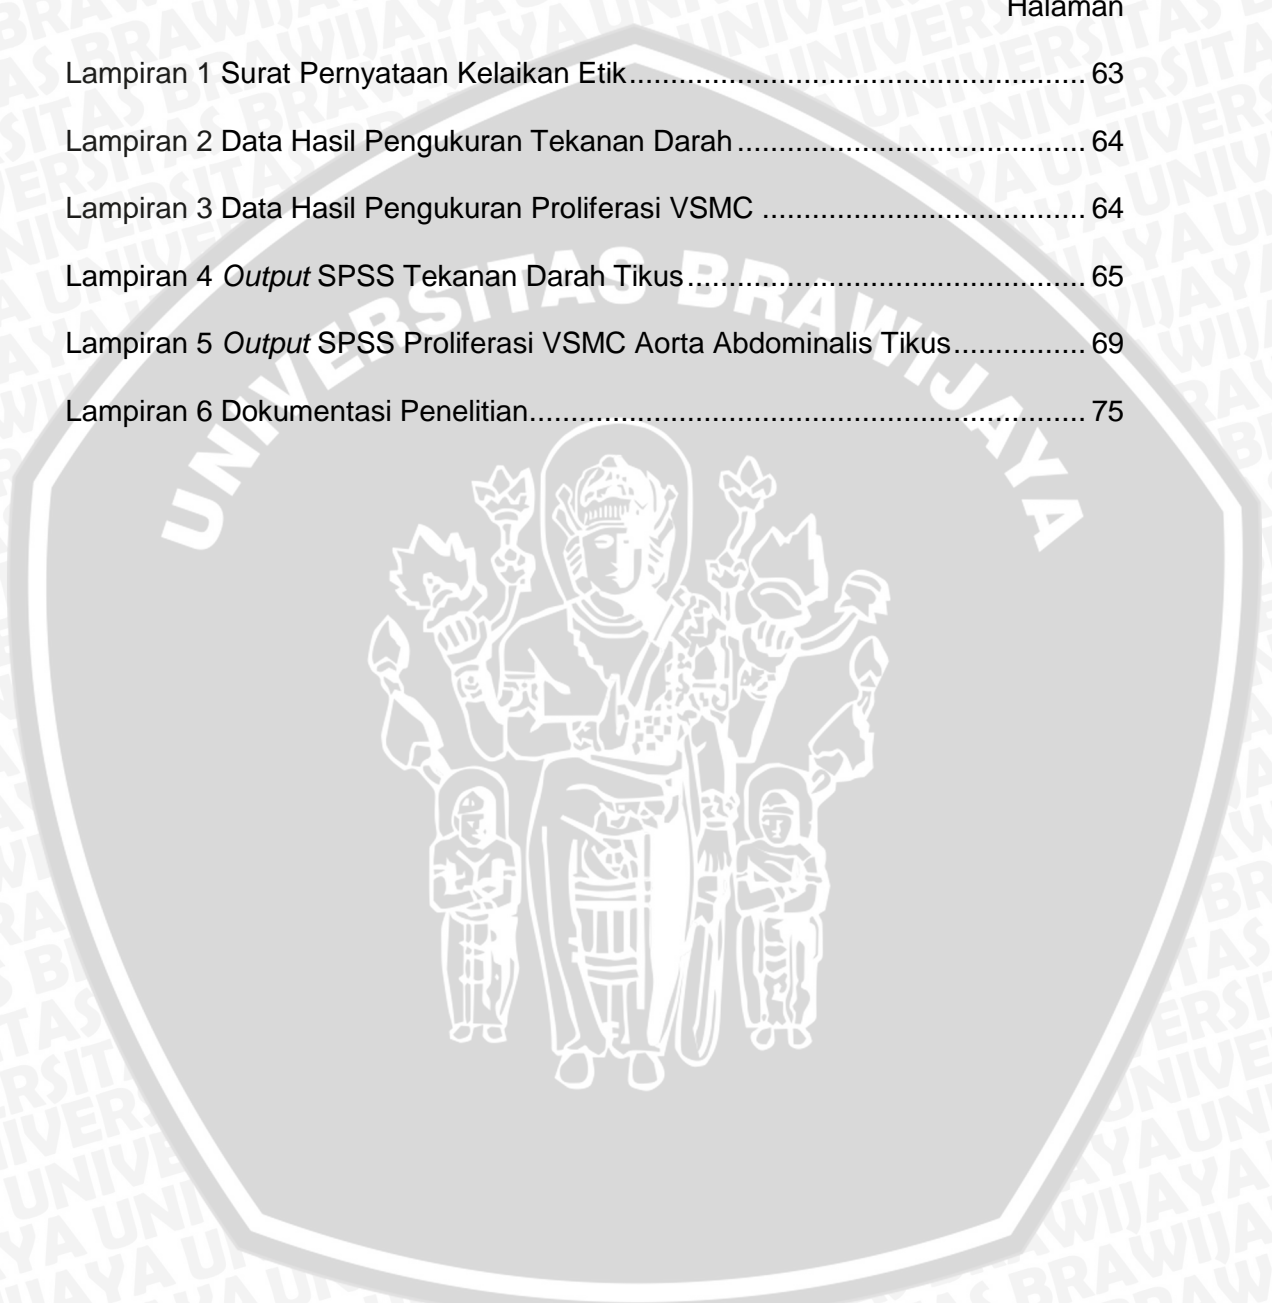 Halaman
Lampiran 1 Surat Pernyataan Kelaikan Etik....................................................... 63
Lampiran 2 Data Hasil Pengukuran Tekanan Darah .......................................... 64
Lampiran 3 Data Hasil Pengukuran Proliferasi VSMC ....................................... 64
Lampiran 4 Output SPSS Tekanan Darah Tikus................................................ 65
Lampiran 5 Output SPSS Proliferasi VSMC Aorta Abdominalis Tikus................ 69
Lampiran 6 Dokumentasi Penelitian................................................................... 75
UNIVERSITAS BRAWIJAYA